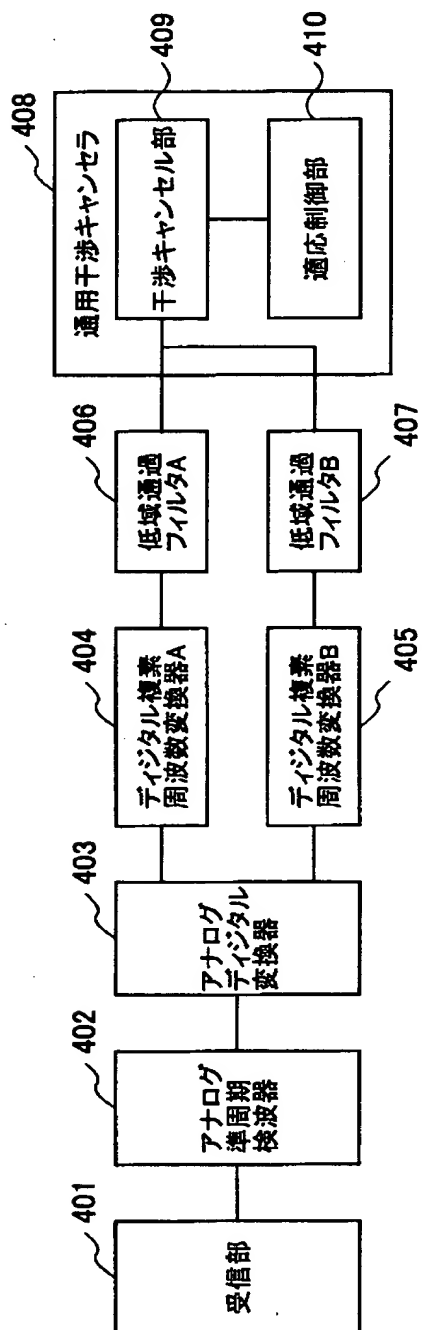 401
受信部
402
アナログ
準周期
検波器
403
アナログ
ディジタル
変換器
404
ディジタル複素
周波数変換器A
405
ディジタル複素
周波数変換器B
406
低域通過
フィルタA
407
低域通過
フィルタB
408
通用干渉キャンセラ
409
干渉キャンセル部
410
適応制御部